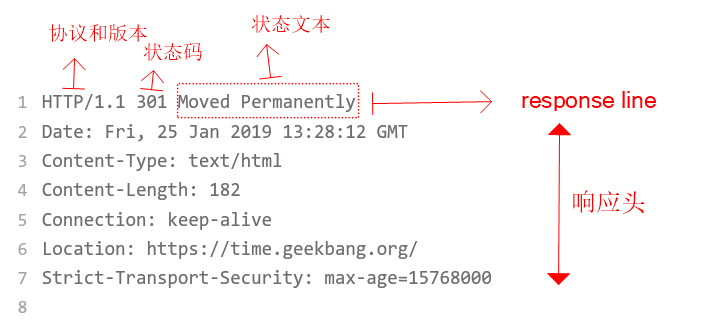 协议和版本
状态码
状态文本
1 HTTP/1.1 301 Moved Permanently
response line
2 Date: Fri, 25 Jan 2019 13:28:12 GMT
3 Content-Type: text/html
4 Content-Length: 182
响应头
5 Connection: keep-alive
6 Location: https://time.geekbang.org/
7 Strict-Transport-Security: max-age=15768000
8